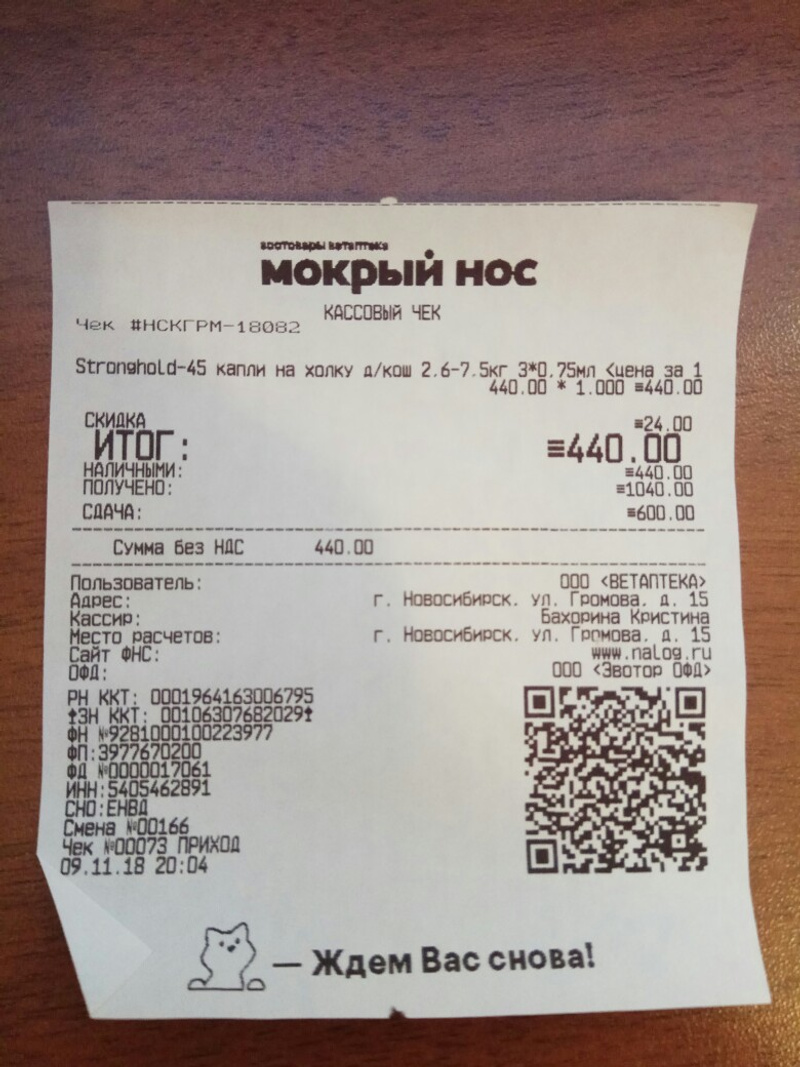 зоотовары ветаптека
мокрый нос
КАССОВЫЙ ЧЕК
Чек #НСКГРМ-18082
Stronghold-45 капли на холку д/кош 2.6-7.5кг 3*0.75мл <цена за 1
440.00 * 1.000 ≡440.00
СКИДКА ≡24.00
ИТОГ: ≡440.00
НАЛИЧНЫМИ: ≡440.00
ПОЛУЧЕНО: ≡1040.00
СДАЧА: ≡600.00
Сумма без НДС 440.00
Пользователь: ООО <ВЕТАПТЕКА>
Адрес: г. Новосибирск. ул. Громова. д. 15
Кассир: Бахорина Кристина
Место расчетов: г. Новосибирск. ул. Громова. д. 15
Сайт ФНС: www.nalog.ru
ОФД: ООО <Эвотор ОФД>
РН ККТ: 0001964163006795
↥ЗН ККТ: 00106307682029↥
ФН №9281000100223977
ФП:3977670200
ФД №0000017061
ИНН:5405462891
СНО:ЕНВД
Смена №00166
Чек №00073 ПРИХОД
09.11.18 20:04
— Ждем Вас снова!